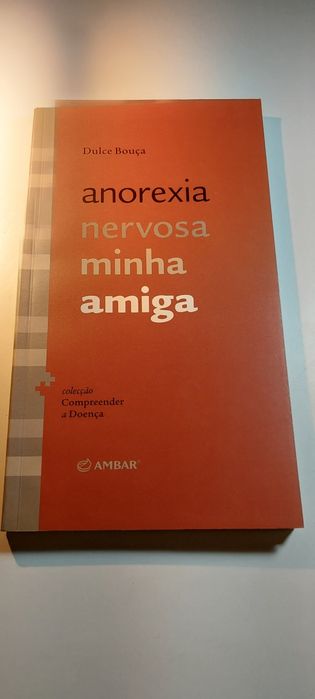 Dulce Bouça
anorexia
nervosa
minha
amiga
colecção
Compreender
a Doença
AMBAR®